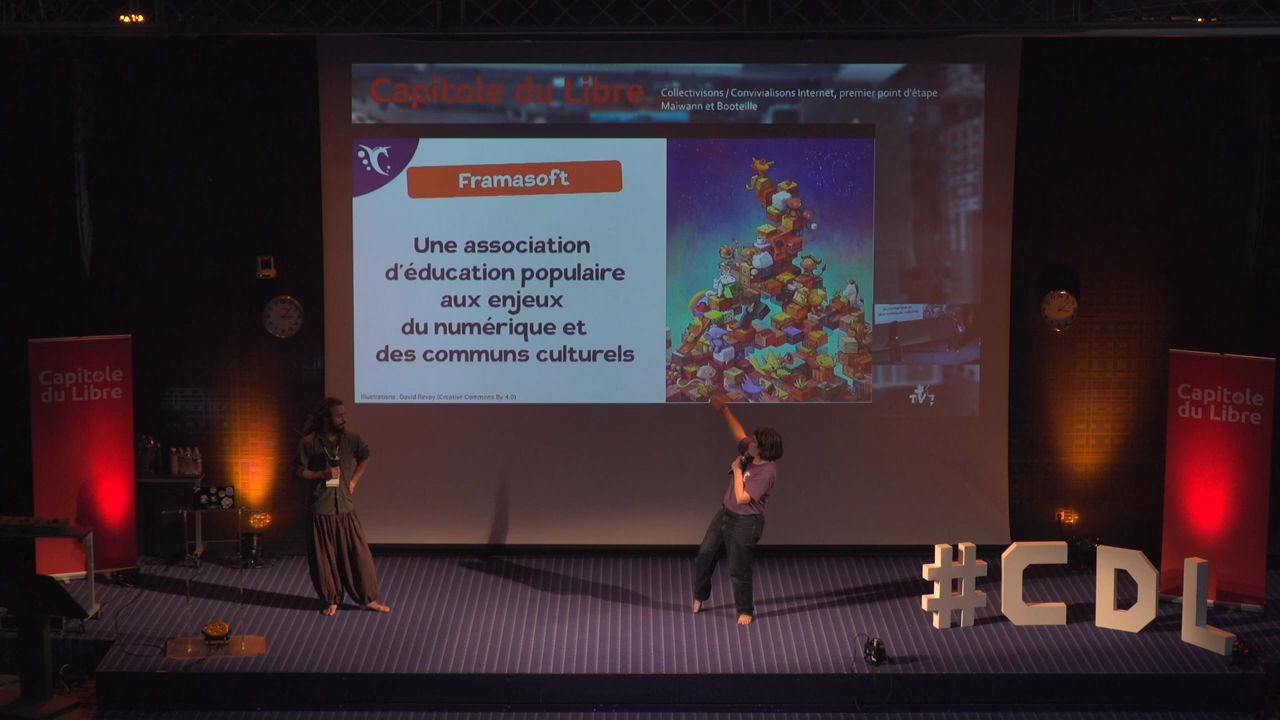 Capitole du Libre
Collectivisons / Convivialisons Internet, premier point d'étape
Maiwann et Booteille
Framasoft
Une association
d'éducation populaire
aux enjeux
du numérique et
des communs culturels
Illustrations : David Revoy (Creative Commons By 4.0)
Capitole
du Libre
Capitole
du Libre
#CDL